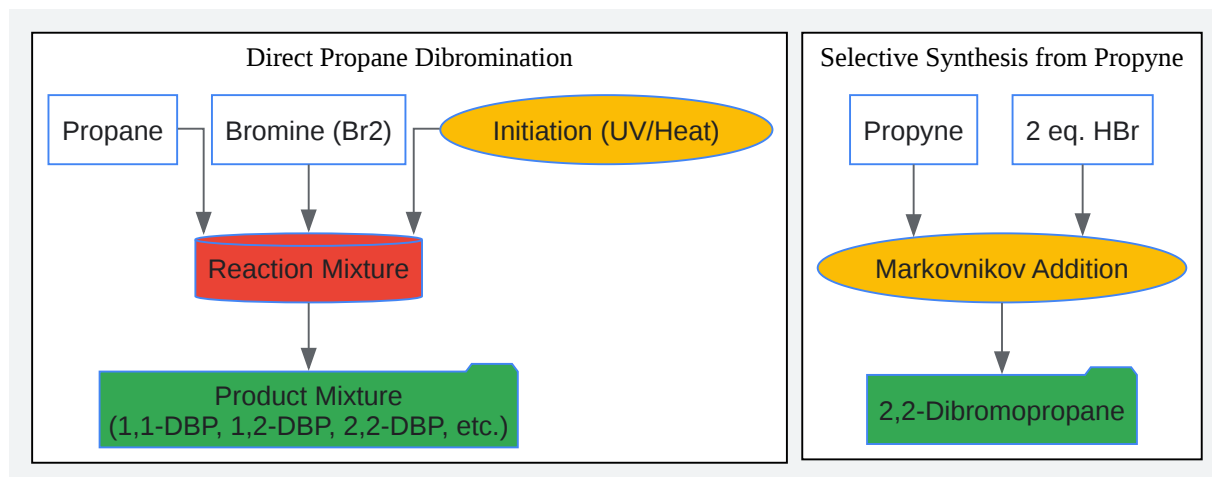 Direct Propane Dibromination
Propane
Bromine (Br2)
Initiation (UV/Heat)
Reaction Mixture
Product Mixture
(1,1-DBP, 1,2-DBP, 2,2-DBP, etc.)
Selective Synthesis from Propyne
Propyne
2 eq. HBr
Markovnikov Addition
2,2-Dibromopropane